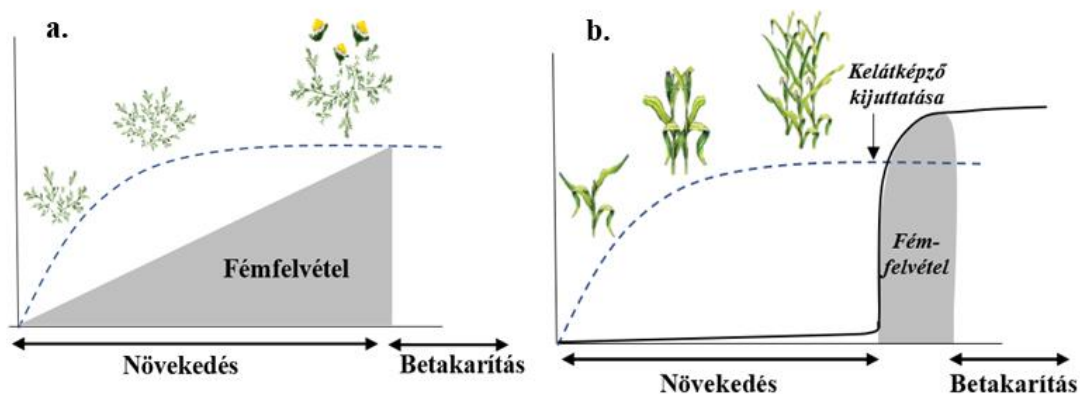 a.
Fémfelvétel
Növekedés
Betakarítás
b.
Kelátképző
kijuttatása
Fém-
felvétel
Növekedés
Betakarítás